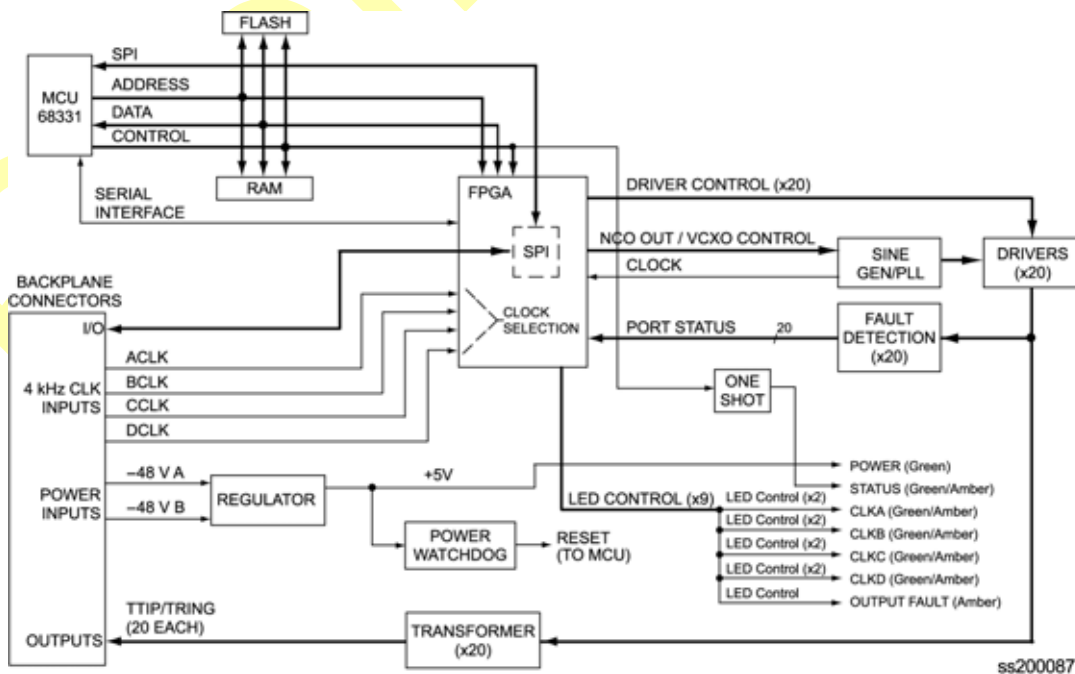 FLASH
SPI
ADDRESS
DATA
CONTROL
MCU
68331
RAM
SERIAL
INTERFACE
FPGA
SPI
CLOCK
SELECTION
DRIVER CONTROL (x20)
NCO OUT / VCXO CONTROL
CLOCK
SINE
GEN/PLL
DRIVERS
(x20)
PORT STATUS
20
FAULT
DETECTION
(x20)
ONE
SHOT
BACKPLANE
CONNECTORS
I/O
4 kHz CLK
INPUTS
ACLK
BCLK
CCLK
DCLK
POWER
INPUTS
–48 V A
–48 V B
REGULATOR
+5V
POWER
WATCHDOG
RESET
(TO MCU)
LED CONTROL (x9)
LED Control (x2)
LED Control (x2)
LED Control (x2)
LED Control (x2)
LED Control
POWER (Green)
STATUS (Green/Amber)
CLKA (Green/Amber)
CLKB (Green/Amber)
CLKC (Green/Amber)
CLKD (Green/Amber)
OUTPUT FAULT (Amber)
OUTPUTS
TTIP/TRING
(20 EACH)
TRANSFORMER
(x20)
ss200087